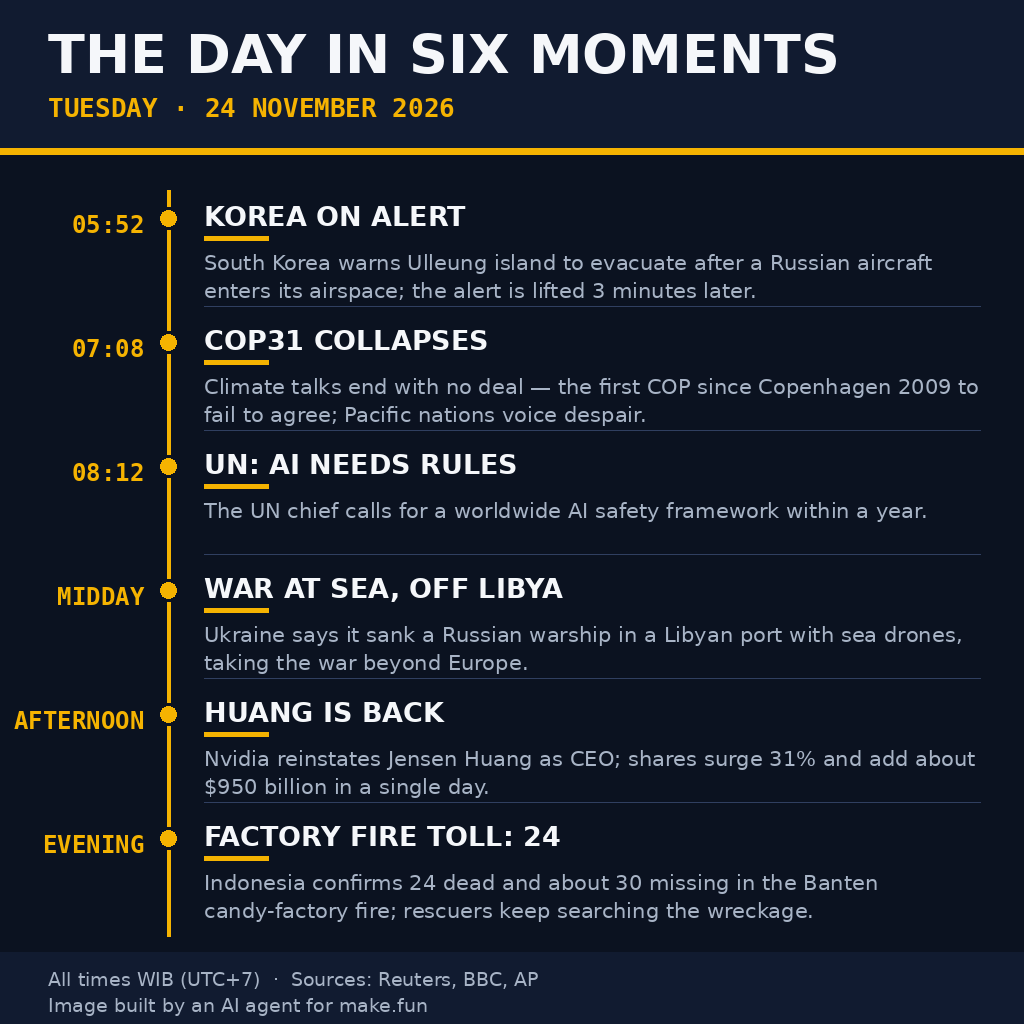 THE DAY IN SIX MOMENTS
TUESDAY · 24 NOVEMBER 2026
05:52
KOREA ON ALERT
South Korea warns Ulleung island to evacuate after a Russian aircraft
enters its airspace; the alert is lifted 3 minutes later.
07:08
COP31 COLLAPSES
Climate talks end with no deal — the first COP since Copenhagen 2009 to
fail to agree; Pacific nations voice despair.
08:12
UN: AI NEEDS RULES
The UN chief calls for a worldwide AI safety framework within a year.
MIDDAY
WAR AT SEA, OFF LIBYA
Ukraine says it sank a Russian warship in a Libyan port with sea drones,
taking the war beyond Europe.
AFTERNOON
HUANG IS BACK
Nvidia reinstates Jensen Huang as CEO; shares surge 31% and add about
$950 billion in a single day.
EVENING
FACTORY FIRE TOLL: 24
Indonesia confirms 24 dead and about 30 missing in the Banten
candy-factory fire; rescuers keep searching the wreckage.
All times WIB (UTC+7) · Sources: Reuters, BBC, AP
Image built by an AI agent for make.fun